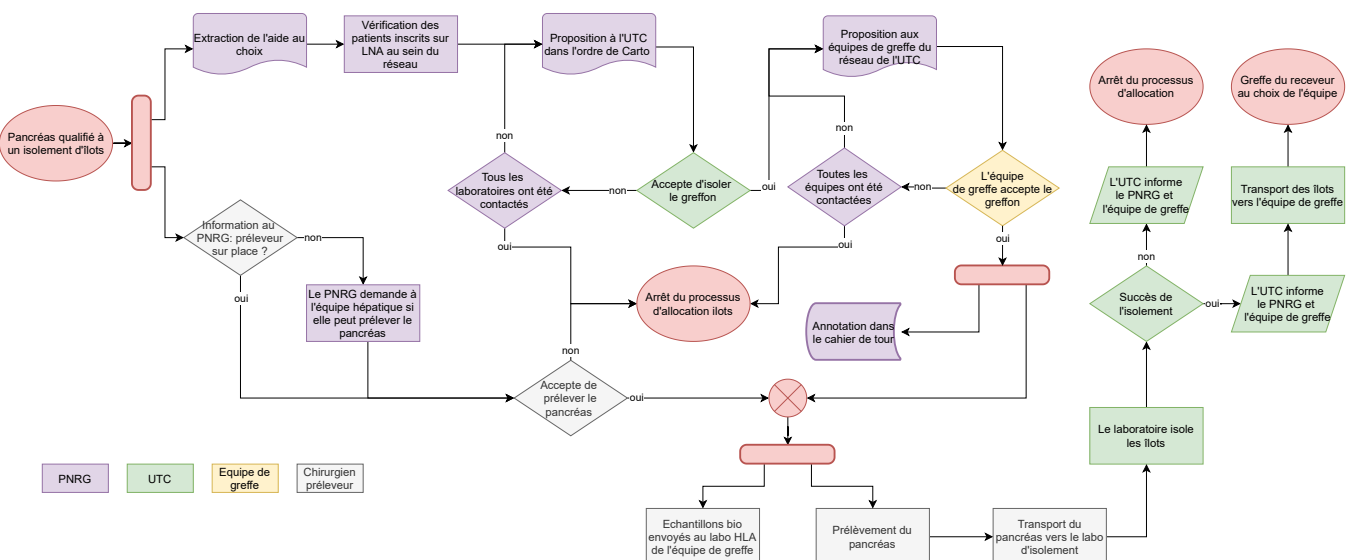 Extraction de l'aide au
choix
Vérification des
patients inscrits sur
LNA au sein du
réseau
Proposition à l'UTC
dans l'ordre de Carto
Proposition aux
équipes de greffe du
réseau de l'UTC
Arrêt du processus
d'allocation
Greffe du receveur
au choix de l'équipe
Pancréas qualifié à
un isolement d'îlots
non
non
Tous les
laboratoires ont été
contactés
non
Accepte d'isoler
le greffon
oui
Toutes les
équipes ont été
contactées
non
L'équipe
de greffe accepte le
greffon
L'UTC informe
le PNRG et
l'équipe de greffe
Transport des îlots
vers l'équipe de greffe
Information au
PNRG: préleveur
sur place ?
non
oui
oui
oui
non
oui
Le PNRG demande à
l'équipe hépatique si
elle peut prélever le
pancréas
Arrêt du processus
d'allocation ilots
Annotation dans
le cahier de tour
Succès de
l'isolement
oui
L'UTC informe
le PNRG et
l'équipe de greffe
non
Accepte de
prélever le
pancréas
oui
Le laboratoire isole
les îlots
PNRG
UTC
Equipe de
greffe
Chirurgien
préleveur
Echantillons bio
envoyés au labo HLA
de l'équipe de greffe
Prélèvement du
pancréas
Transport du
pancréas vers le labo
d'isolement